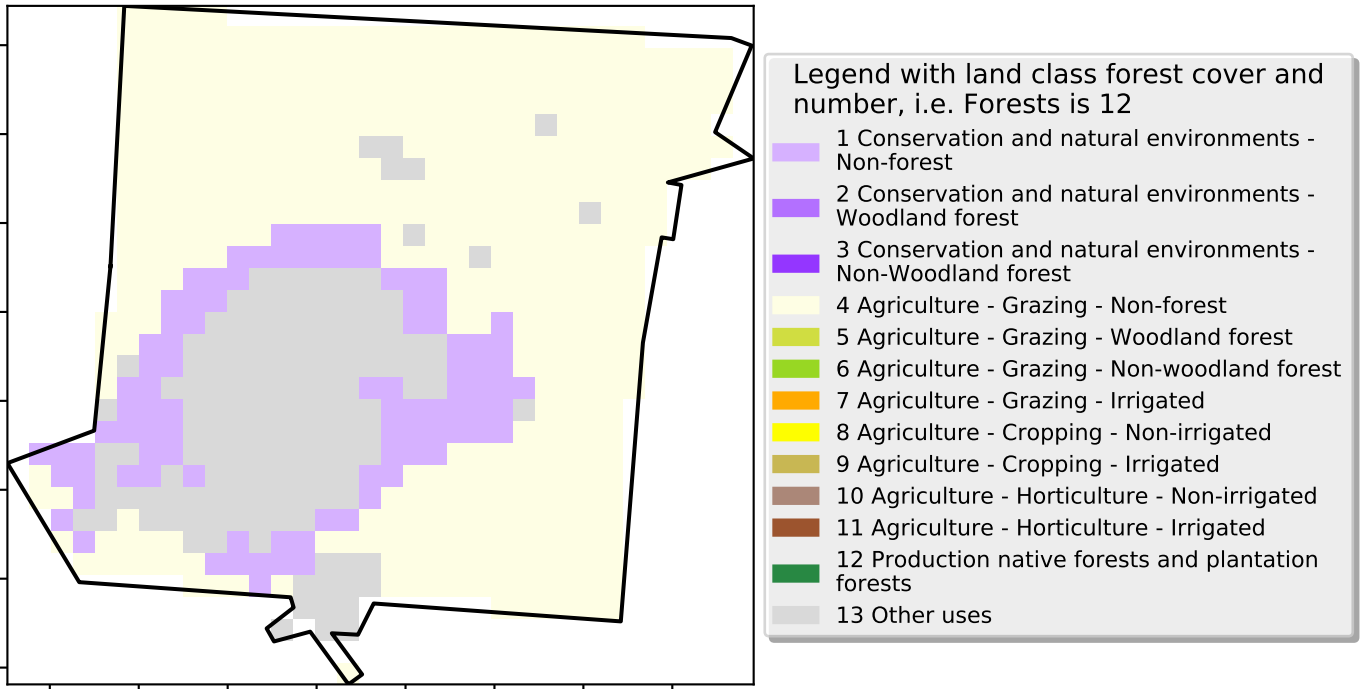 Legend with land class forest cover and
number, i.e. Forests is 12
1 Conservation and natural environments -
Non-forest
2 Conservation and natural environments -
Woodland forest
3 Conservation and natural environments -
Non-Woodland forest
4 Agriculture - Grazing - Non-forest
5 Agriculture - Grazing - Woodland forest
6 Agriculture - Grazing - Non-woodland forest
7 Agriculture - Grazing - Irrigated
8 Agriculture - Cropping - Non-irrigated
9 Agriculture - Cropping - Irrigated
10 Agriculture - Horticulture - Non-irrigated
11 Agriculture - Horticulture - Irrigated
12 Production native forests and plantation
forests
13 Other uses